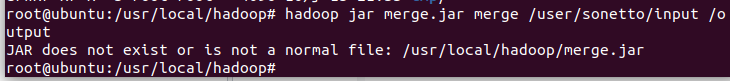 root@ubuntu:/usr/local/hadoop# hadoop jar merge.jar merge /user/sonetto/input /o
utput
JAR does not exist or is not a normal file: /usr/local/hadoop/merge.jar
root@ubuntu:/usr/local/hadoop#